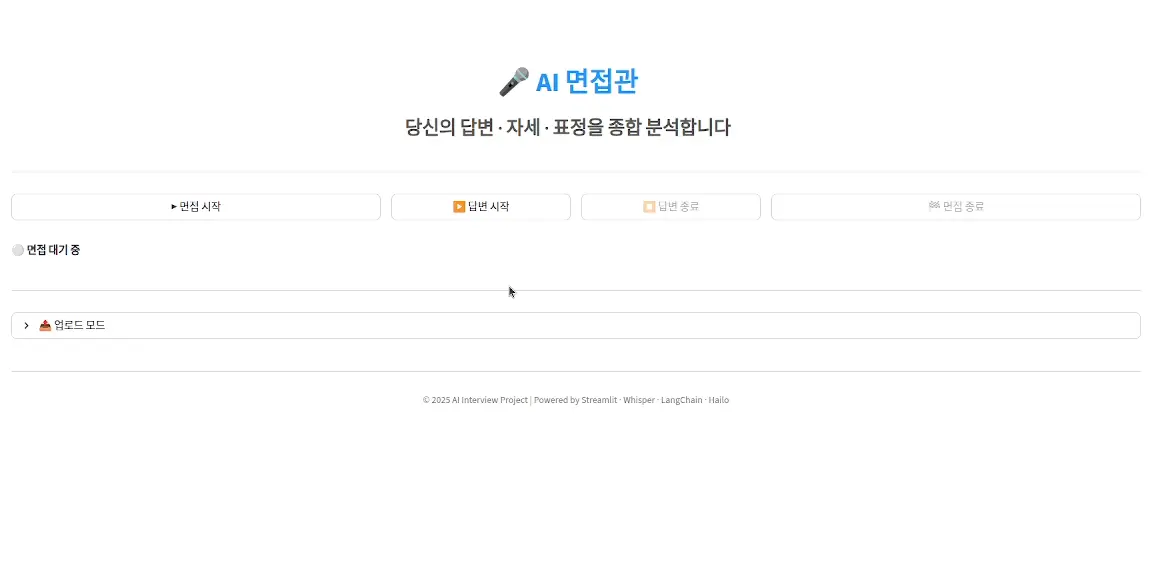 🎤 AI 면접관
당신의 답변 · 자세 · 표정을 종합 분석합니다
▶ 면접 시작
▶️ 답변 시작
⏹️ 답변 종료
🏁 면접 종료
⚪ 면접 대기 중
📤 업로드 모드
© 2025 AI Interview Project | Powered by Streamlit · Whisper · LangChain · Hailo